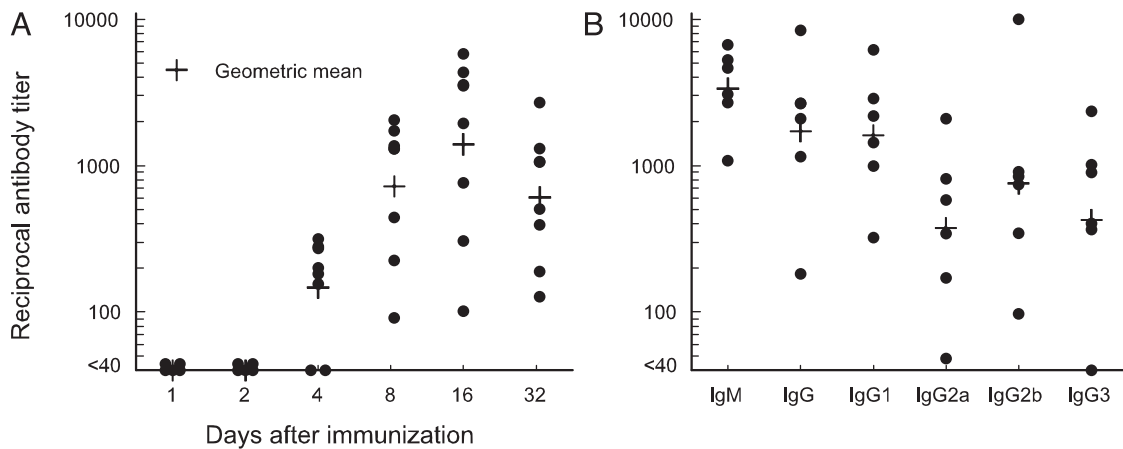 A
10000
1000
100
<40
Geometric mean
Reciprocal antibody titer
1 2 4 8 16 32
Days after immunization
B
10000
1000
100
<40
IgM IgG IgG1 IgG2a IgG2b IgG3